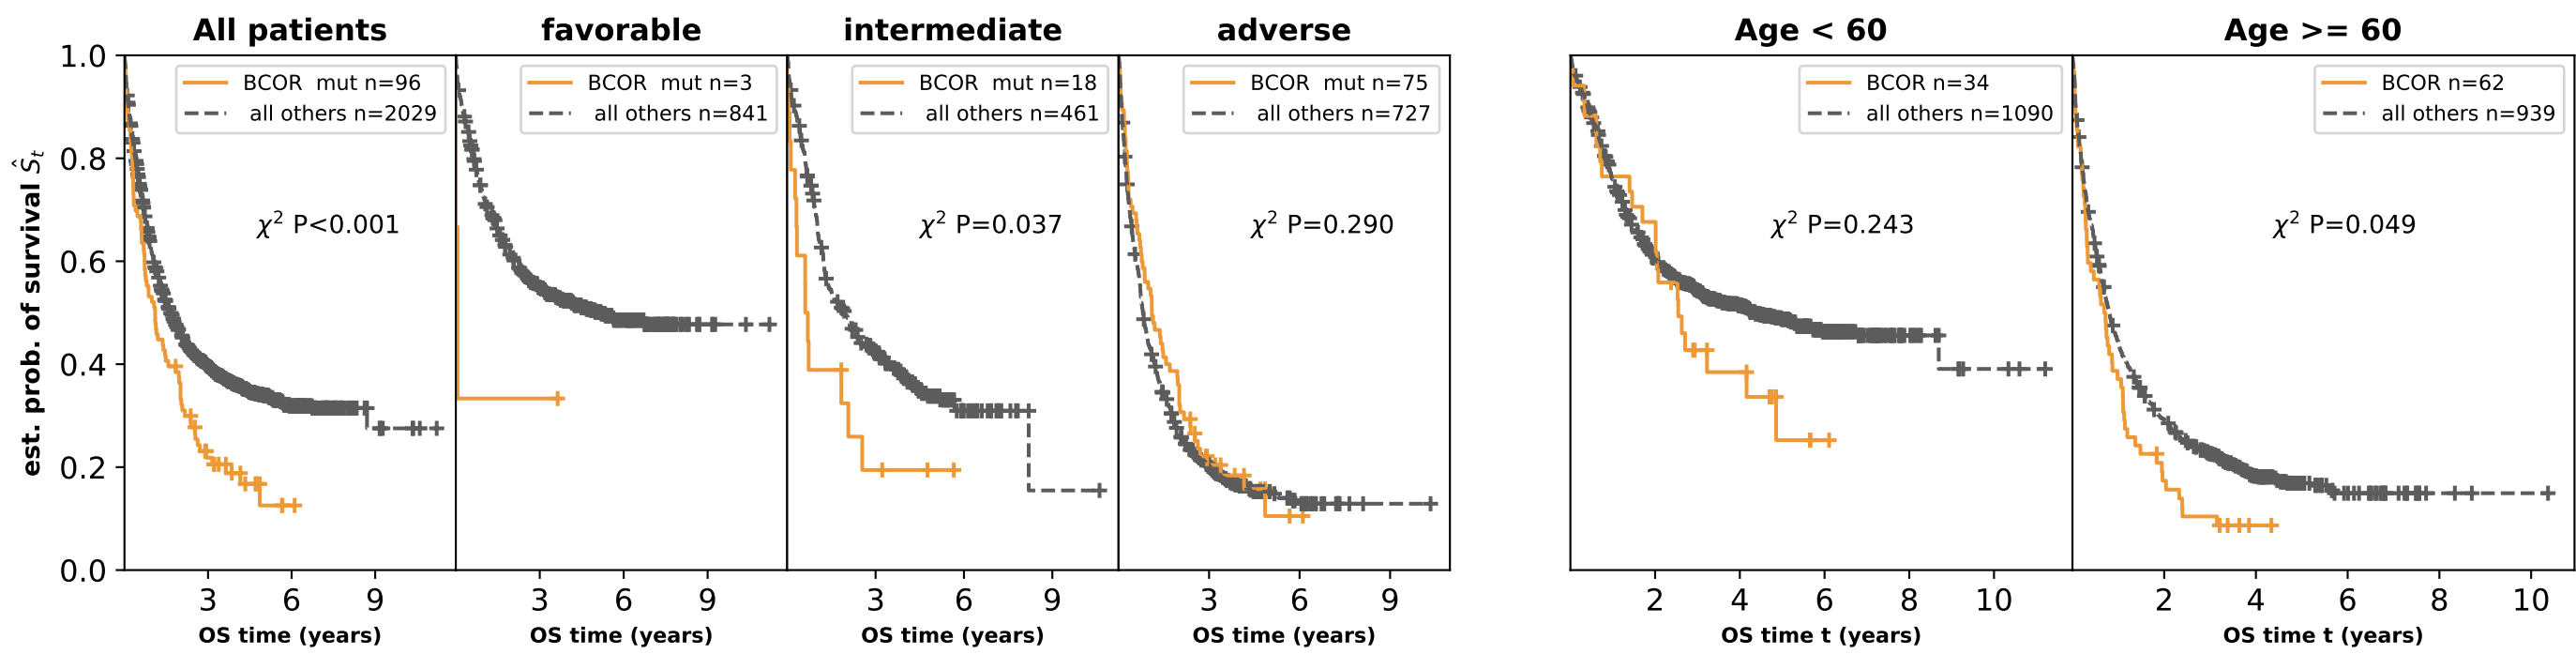 All patients
favorable
intermediate
adverse
Age < 60
Age >= 60
est. prob. of survival Ŝₜ
1.0
0.8
0.6
0.4
0.2
0.0
BCOR mut n=96
all others n=2029
χ² P<0.001
3 6 9
OS time (years)
BCOR mut n=3
all others n=841
3 6 9
OS time (years)
BCOR mut n=18
all others n=461
χ² P=0.037
3 6 9
OS time (years)
BCOR mut n=75
all others n=727
χ² P=0.290
3 6 9
OS time (years)
BCOR n=34
all others n=1090
χ² P=0.243
2 4 6 8 10
OS time t (years)
BCOR n=62
all others n=939
χ² P=0.049
2 4 6 8 10
OS time t (years)